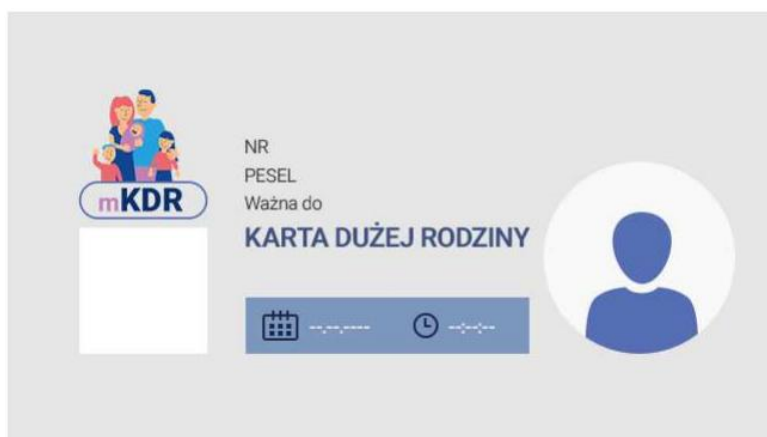 mKDR
NR
PESEL
Ważna do
KARTA DUŻEJ RODZINY
--.--.----
--:--:--